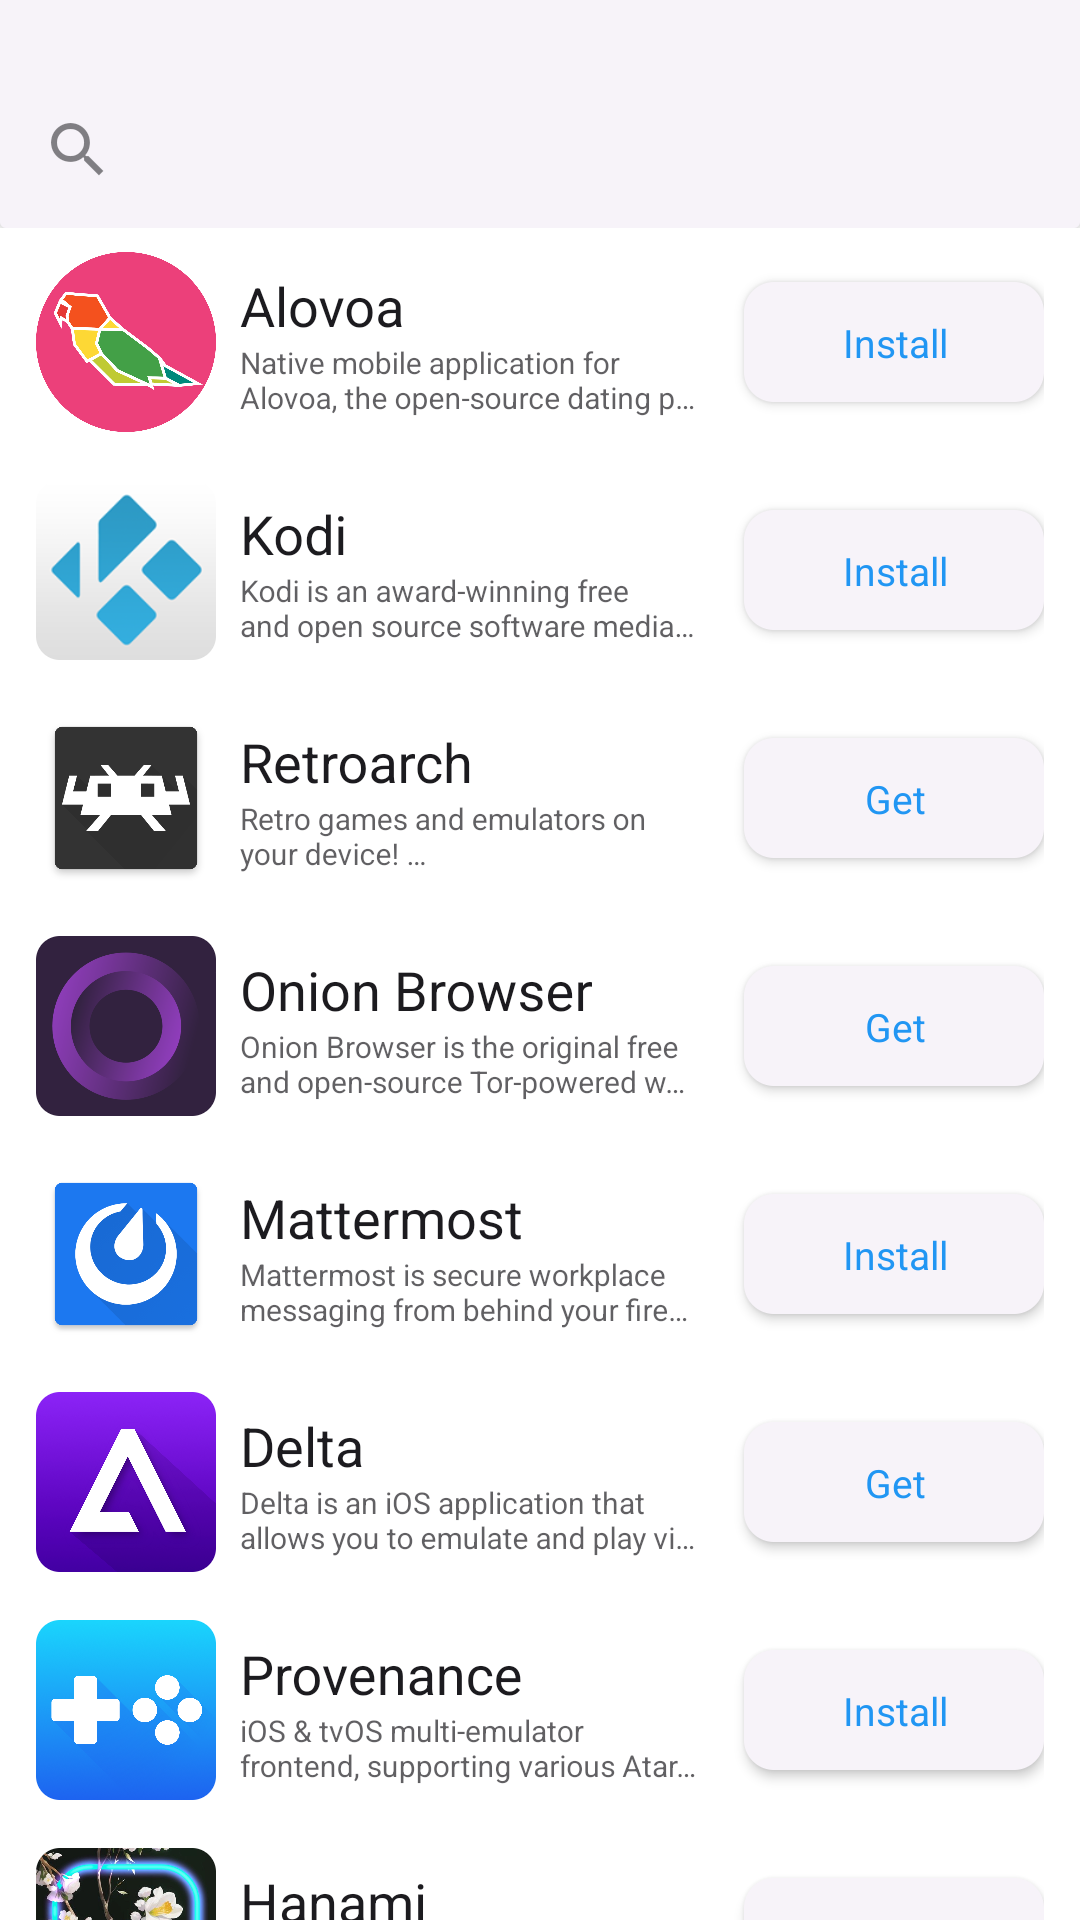 Alovoa
Native mobile application for
Alovoa, the open-source dating p...
Install
Kodi
Kodi is an award-winning free
and open source software media...
Install
Retroarch
Retro games and emulators on
your device! ...
Get
Onion Browser
Onion Browser is the original free
and open-source Tor-powered w...
Get
Mattermost
Mattermost is secure workplace
messaging from behind your fire...
Install
Delta
Delta is an iOS application that
allows you to emulate and play vi...
Get
Provenance
iOS & tvOS multi-emulator
frontend, supporting various Atar...
Install
Hanami